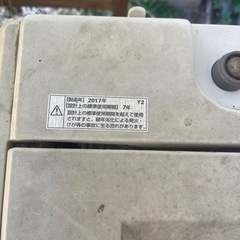 【製造年】2017年 Y2
【設計上の標準使用期間】7年
【設計上の標準使用期間を超えて使用
されますと、経年劣化による発火・
けが等の事故に至る恐れがあります。